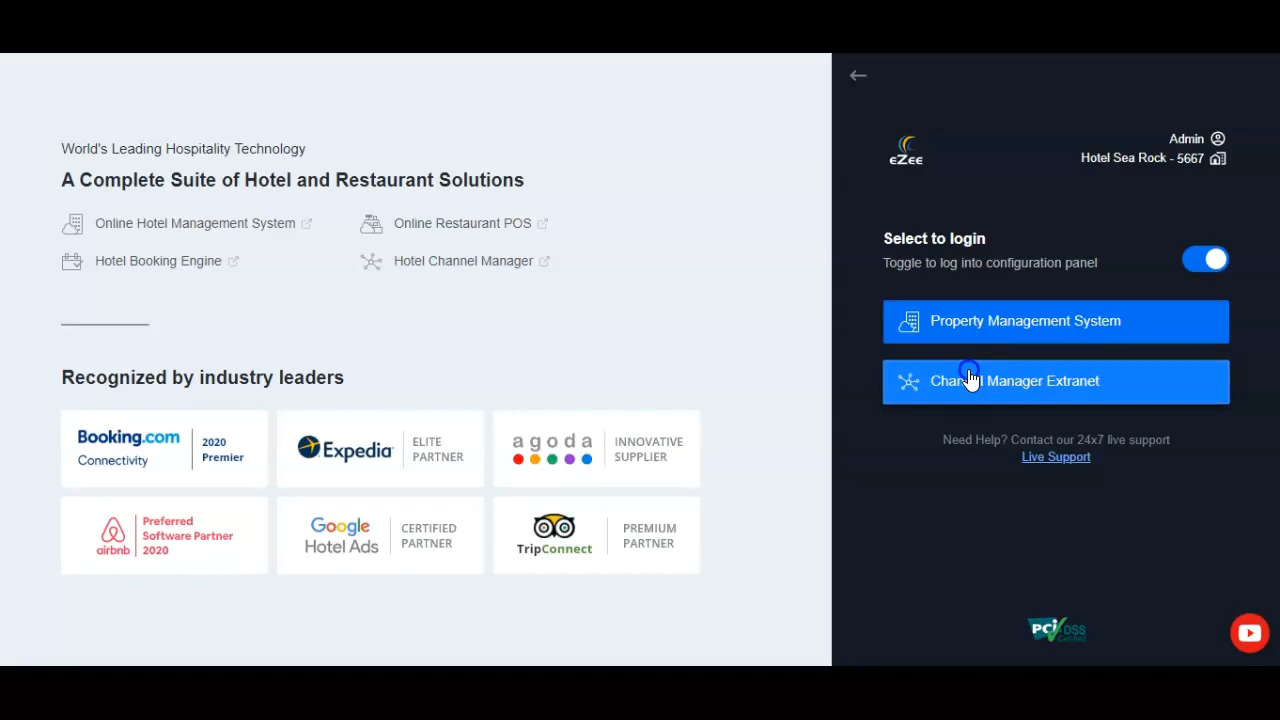 World's Leading Hospitality Technology
A Complete Suite of Hotel and Restaurant Solutions
Online Hotel Management System
Online Restaurant POS
Hotel Booking Engine
Hotel Channel Manager
Recognized by industry leaders
Booking.com
Connectivity
2020
Premier
Expedia
ELITE
PARTNER
agoda
INNOVATIVE
SUPPLIER
airbnb
Preferred
Software Partner
2020
Google
Hotel Ads
CERTIFIED
PARTNER
TripConnect
PREMIUM
PARTNER
eZee
Admin
Hotel Sea Rock - 5667
Select to login
Toggle to log into configuration panel
Property Management System
Channel Manager Extranet
Need Help? Contact our 24x7 live support
Live Support
PCI DSS
Certified